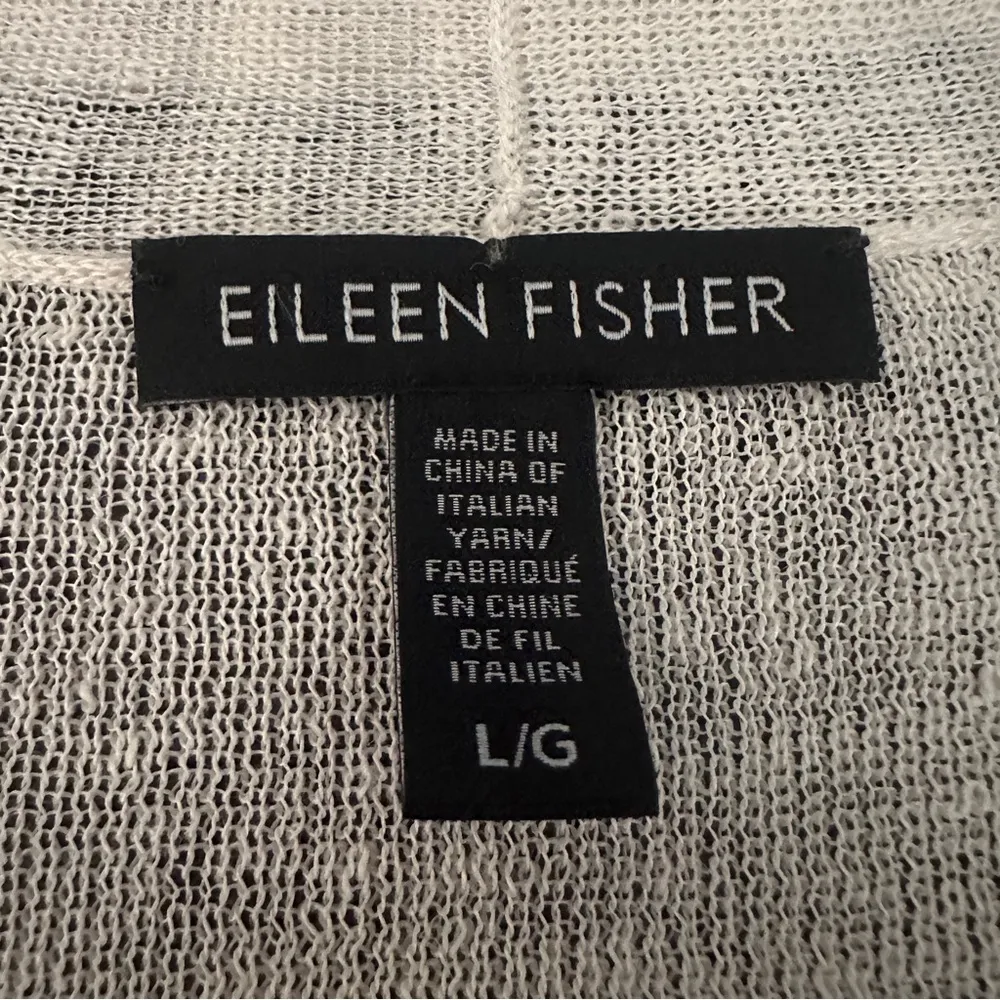 EILEEN FISHER
MADE IN
CHINA OF
ITALIAN
YARN/
FABRIQUÉ
EN CHINE
DE FIL
ITALIEN
L/G